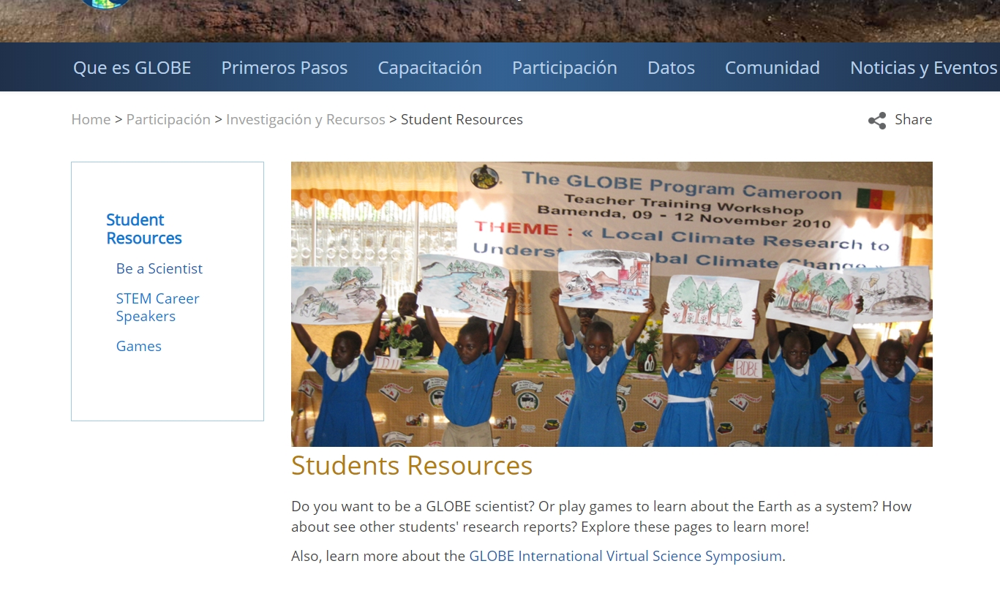 Que es GLOBE Primeros Pasos Capacitación Participación Datos Comunidad Noticias y Eventos
Home > Participación > Investigación y Recursos > Student Resources
Share
Student
Resources
Be a Scientist
STEM Career
Speakers
Games
The GLOBE Program Cameroon
Teacher Training Workshop
Bamenda, 09 - 12 November 2010
THEME : « Local Climate Research to
bal Climate Change »
RDBE
Students Resources
Do you want to be a GLOBE scientist? Or play games to learn about the Earth as a system? How
about see other students' research reports? Explore these pages to learn more!
Also, learn more about the GLOBE International Virtual Science Symposium.